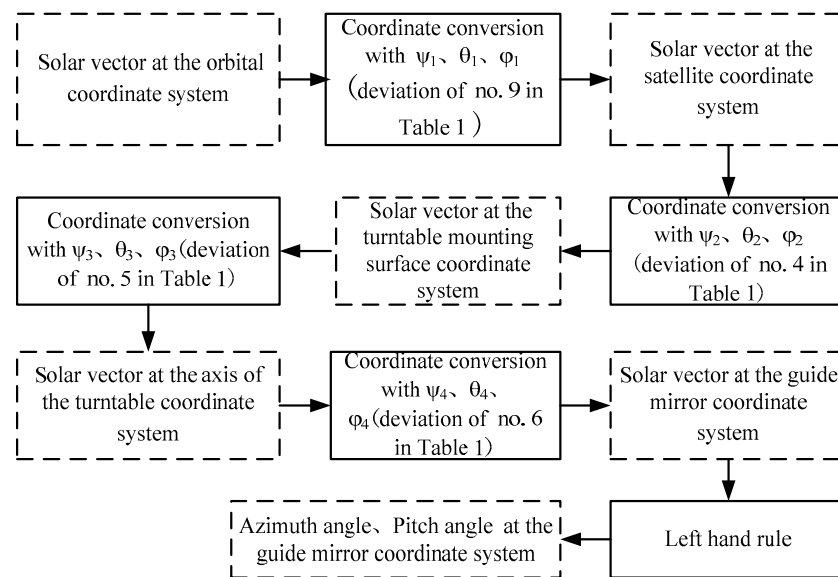 Solar vector at the orbital
coordinate system
Coordinate conversion
with ψ₁、θ₁、φ₁
(deviation of no. 9 in
Table 1 )
Solar vector at the
satellite coordinate
system
Coordinate conversion
with ψ₃、θ₃、φ₃(deviation
of no. 5 in Table 1)
Solar vector at the
turntable mounting
surface coordinate
system
Coordinate conversion
with ψ₂、θ₂、φ₂
(deviation of no. 4 in
Table 1)
Solar vector at the axis of
the turntable coordinate
system
Coordinate conversion
with ψ₄、θ₄、
φ₄(deviation of no. 6
in Table 1)
Solar vector at the guide
mirror coordinate
system
Azimuth angle、Pitch angle at the
guide mirror coordinate system
Left hand rule